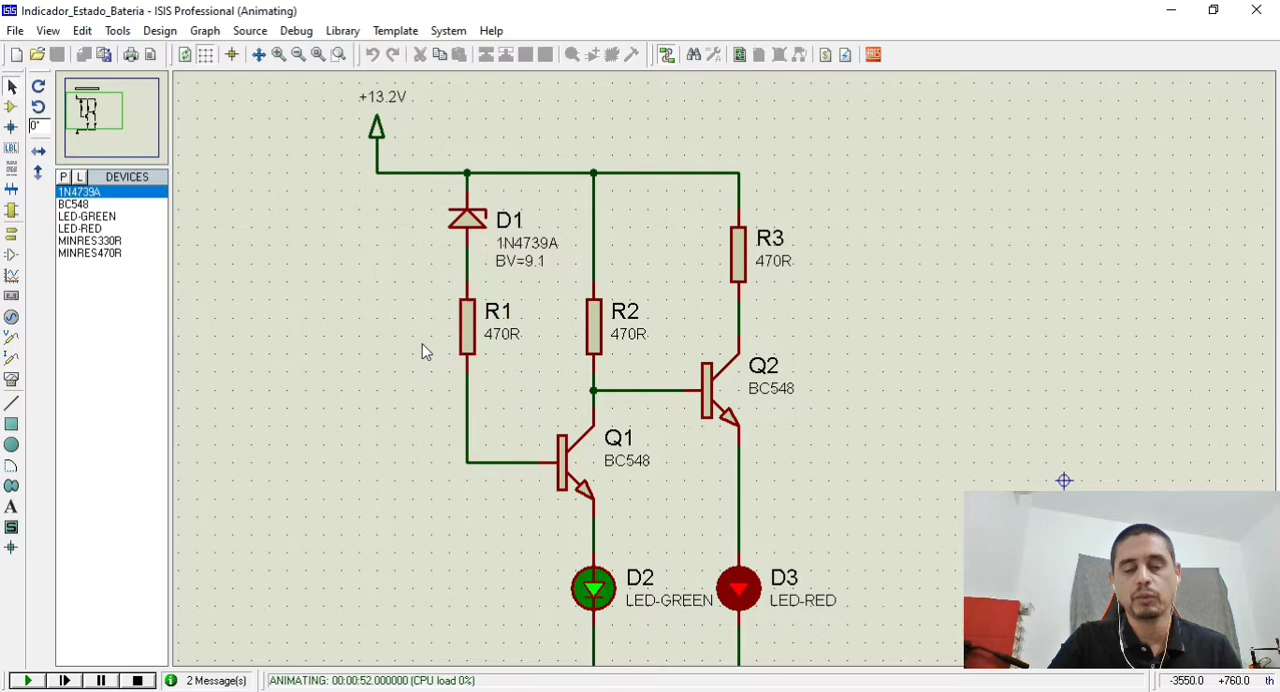 Indicador_Estado_Bateria - ISIS Professional (Animating)
File View Edit Tools Design Graph Source Debug Library Template System Help
0°
P L DEVICES
1N4739A
BC548
LED-GREEN
LED-RED
MINRES330R
MINRES470R
LBL
A
S
ARES
+13.2V
D1
1N4739A
BV=9.1
R3
470R
R1
470R
R2
470R
Q2
BC548
Q1
BC548
D2
LED-GREEN
D3
LED-RED
2 Message(s)
ANIMATING: 00:00:52.000000 (CPU load 0%)
-3550.0 +760.0 th